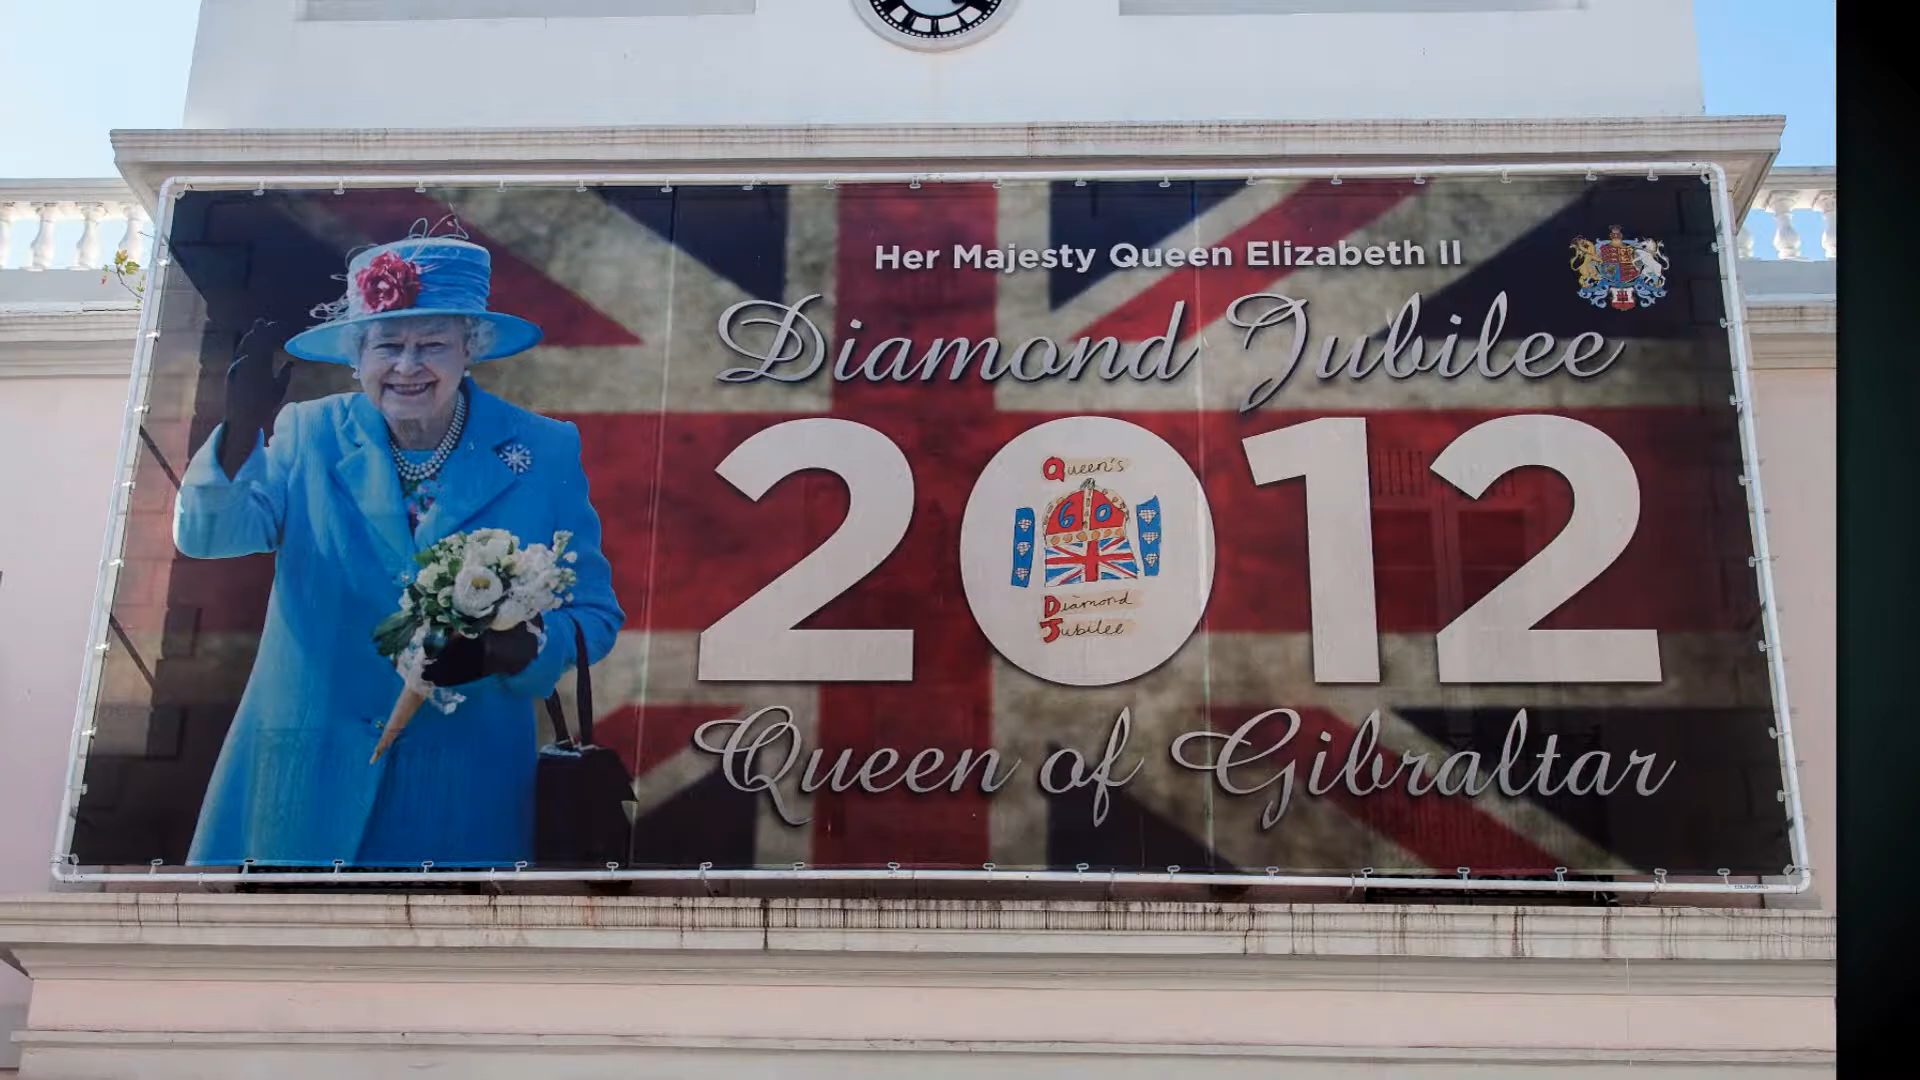 Her Majesty Queen Elizabeth II
Diamond Jubilee
2012
Queen's
60
Diamond
Jubilee
Queen of Gibraltar